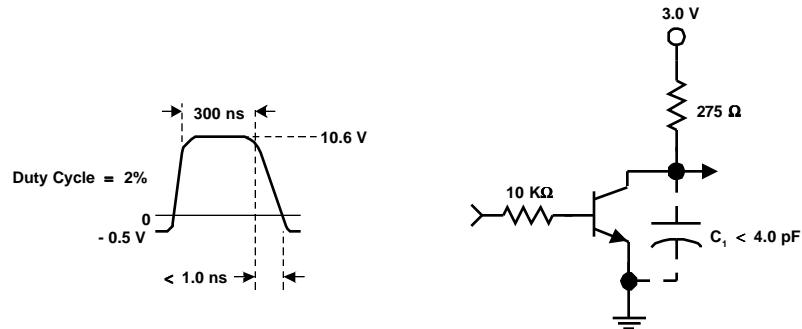 300 ns
10.6 V
Duty Cycle = 2%
0
- 0.5 V
< 1.0 ns
3.0 V
275 Ω
10 KΩ
C1 < 4.0 pF